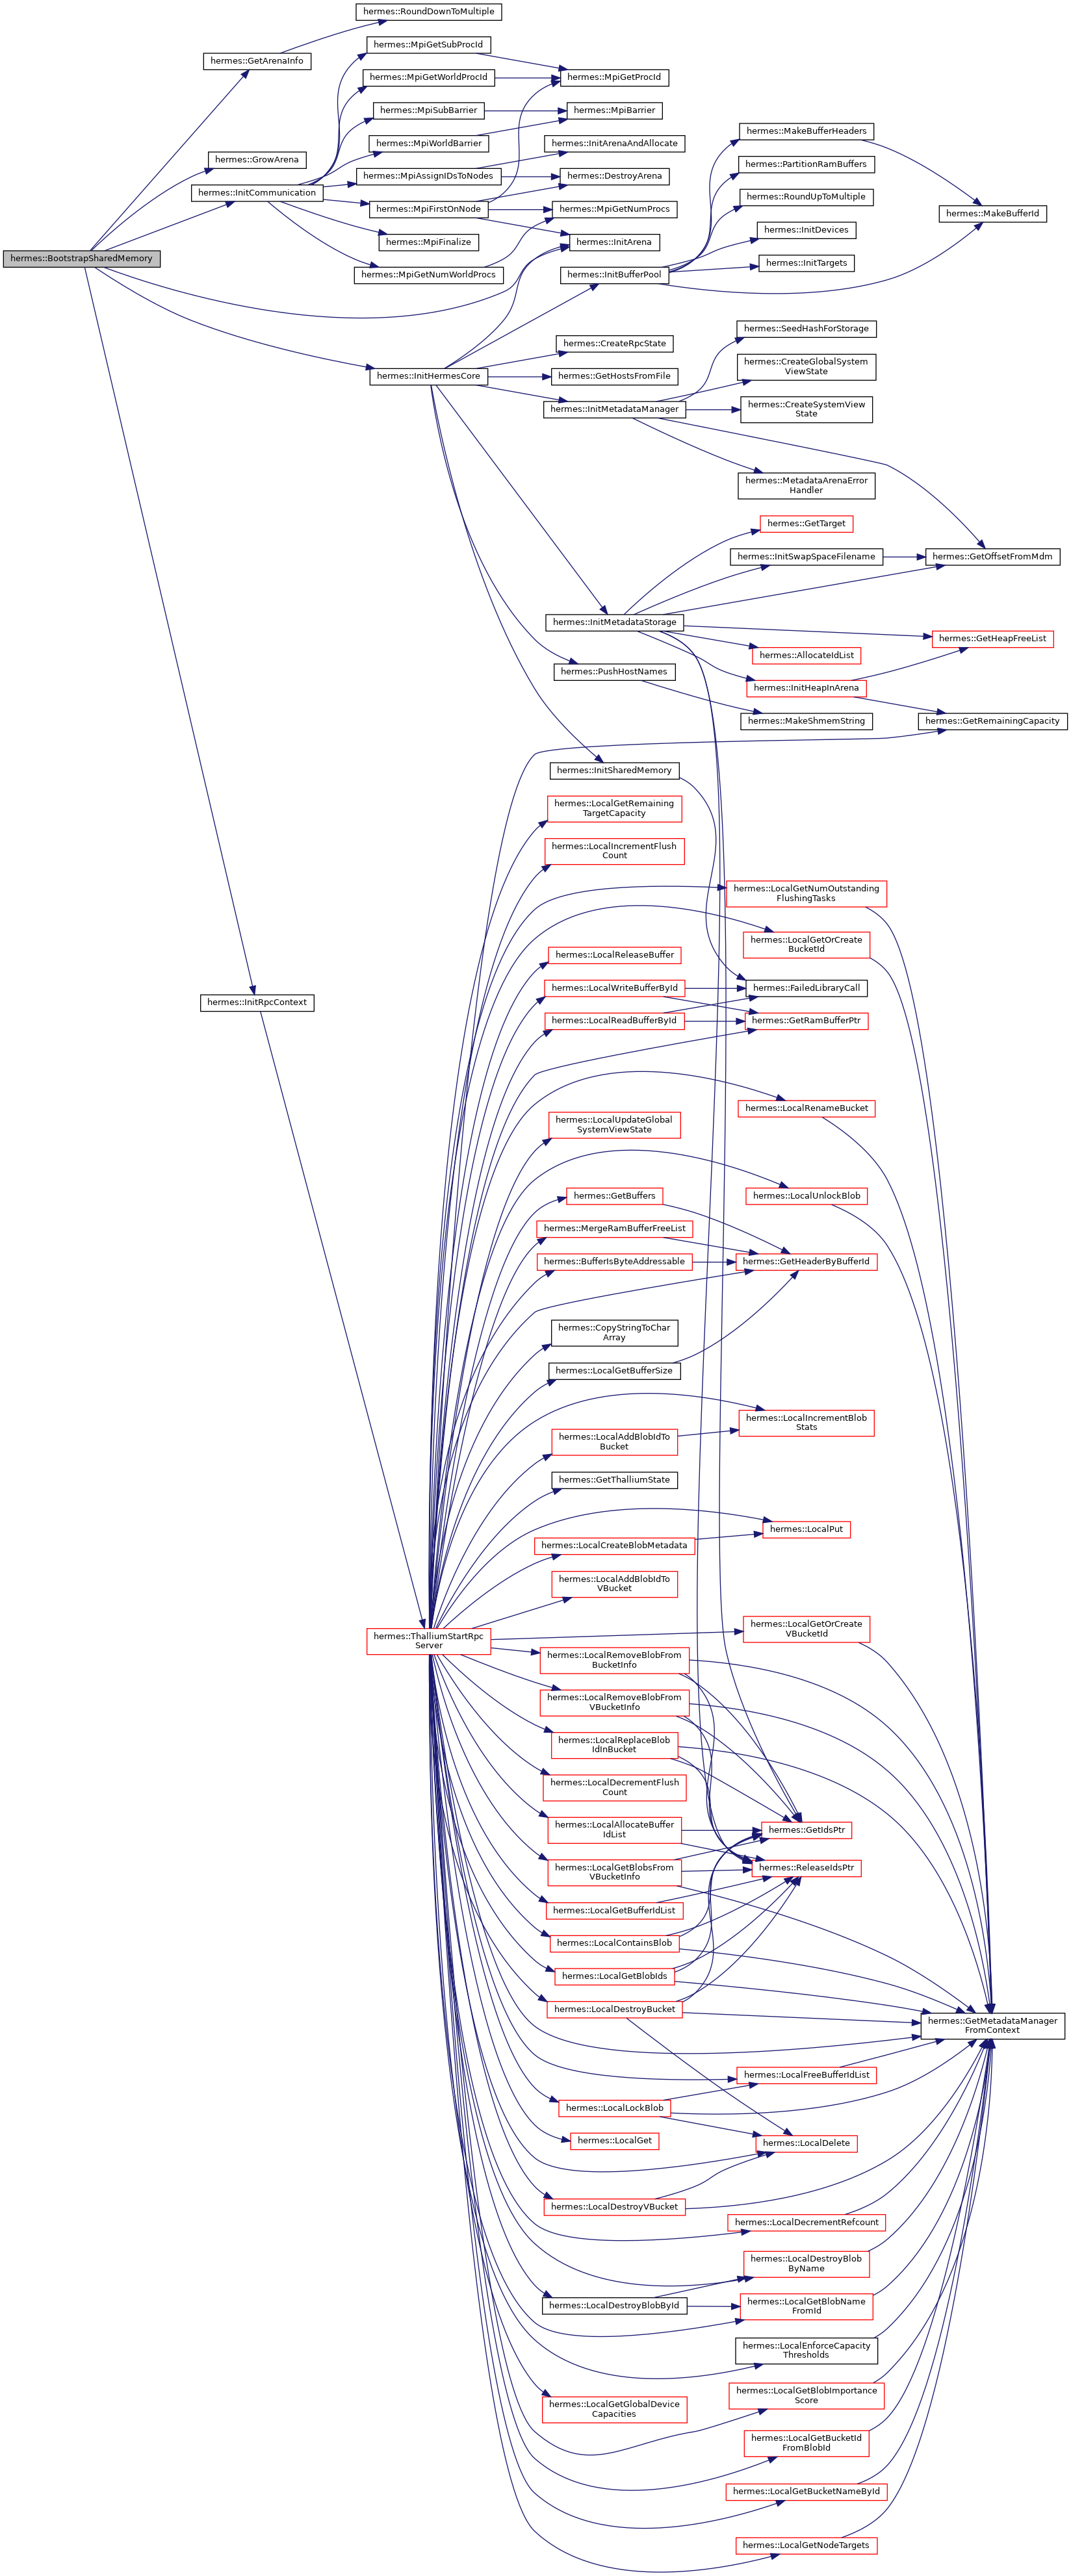 hermes::RoundDownToMultiple
hermes::MpiGetSubProcId
hermes::GetArenaInfo
hermes::MpiGetWorldProcId
hermes::MpiGetProcId
hermes::MpiSubBarrier
hermes::MpiBarrier
hermes::MakeBufferHeaders
hermes::MpiWorldBarrier
hermes::InitArenaAndAllocate
hermes::GrowArena
hermes::PartitionRamBuffers
hermes::MpiAssignIDsToNodes
hermes::DestroyArena
hermes::InitCommunication
hermes::RoundUpToMultiple
hermes::MpiFirstOnNode
hermes::MpiGetNumProcs
hermes::MakeBufferId
hermes::InitDevices
hermes::MpiFinalize
hermes::InitArena
hermes::BootstrapSharedMemory
hermes::InitTargets
hermes::MpiGetNumWorldProcs
hermes::InitBufferPool
hermes::SeedHashForStorage
hermes::CreateRpcState
hermes::CreateGlobalSystem
ViewState
hermes::InitHermesCore
hermes::GetHostsFromFile
hermes::InitMetadataManager
hermes::CreateSystemView
State
hermes::MetadataArenaError
Handler
hermes::GetTarget
hermes::InitSwapSpaceFilename
hermes::GetOffsetFromMdm
hermes::InitMetadataStorage
hermes::GetHeapFreeList
hermes::AllocateIdList
hermes::PushHostNames
hermes::InitHeapInArena
hermes::MakeShmemString
hermes::GetRemainingCapacity
hermes::InitSharedMemory
hermes::LocalGetRemaining
TargetCapacity
hermes::LocalIncrementFlush
Count
hermes::LocalGetNumOutstanding
FlushingTasks
hermes::LocalGetOrCreate
BucketId
hermes::LocalReleaseBuffer
hermes::LocalWriteBufferById
hermes::FailedLibraryCall
hermes::InitRpcContext
hermes::LocalReadBufferById
hermes::GetRamBufferPtr
hermes::LocalRenameBucket
hermes::LocalUpdateGlobal
SystemViewState
hermes::GetBuffers
hermes::LocalUnlockBlob
hermes::MergeRamBufferFreeList
hermes::BufferIsByteAddressable
hermes::GetHeaderByBufferId
hermes::CopyStringToChar
Array
hermes::LocalGetBufferSize
hermes::LocalIncrementBlob
Stats
hermes::LocalAddBlobIdTo
Bucket
hermes::GetThalliumState
hermes::LocalPut
hermes::LocalCreateBlobMetadata
hermes::LocalAddBlobIdTo
VBucket
hermes::LocalGetOrCreate
VBucketId
hermes::ThalliumStartRpc
Server
hermes::LocalRemoveBlobFrom
BucketInfo
hermes::LocalRemoveBlobFrom
VBucketInfo
hermes::LocalReplaceBlob
IdInBucket
hermes::LocalDecrementFlush
Count
hermes::LocalAllocateBuffer
IdList
hermes::GetIdsPtr
hermes::LocalGetBlobsFrom
VBucketInfo
hermes::ReleaseIdsPtr
hermes::LocalGetBufferIdList
hermes::LocalContainsBlob
hermes::LocalGetBlobIds
hermes::LocalDestroyBucket
hermes::GetMetadataManager
FromContext
hermes::LocalFreeBufferIdList
hermes::LocalLockBlob
hermes::LocalGet
hermes::LocalDelete
hermes::LocalDestroyVBucket
hermes::LocalDecrementRefcount
hermes::LocalDestroyBlob
ByName
hermes::LocalDestroyBlobById
hermes::LocalGetBlobName
FromId
hermes::LocalEnforceCapacity
Thresholds
hermes::LocalGetGlobalDevice
Capacities
hermes::LocalGetBlobImportance
Score
hermes::LocalGetBucketId
FromBlobId
hermes::LocalGetBucketNameById
hermes::LocalGetNodeTargets